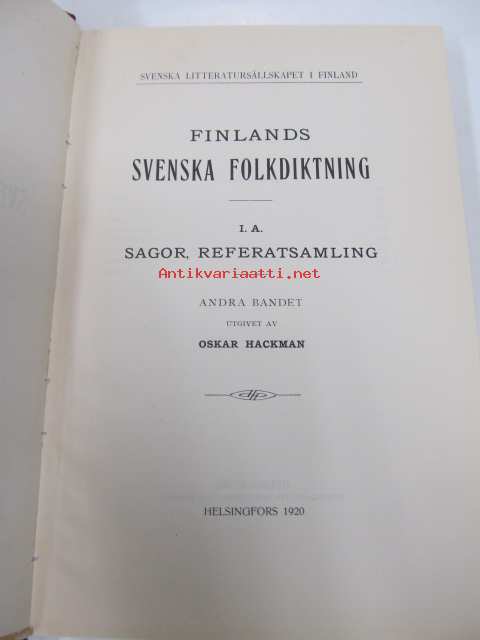 SVENSKA LITTERATURSÄLLSKAPET I FINLAND
FINLANDS
SVENSKA FOLKDIKTNING
I. A.
SAGOR, REFERATSAMLING
Antikvariaatti.net
ANDRA BANDET
UTGIVET AV
OSKAR HACKMAN
HELSINGFORS 1920